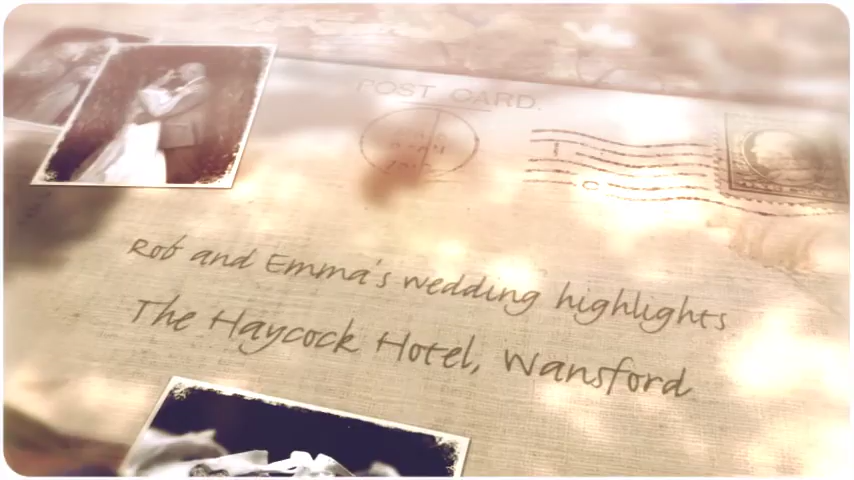 POST CARD.
Rob and Emma's wedding highlights
The Haycock Hotel, Wansford